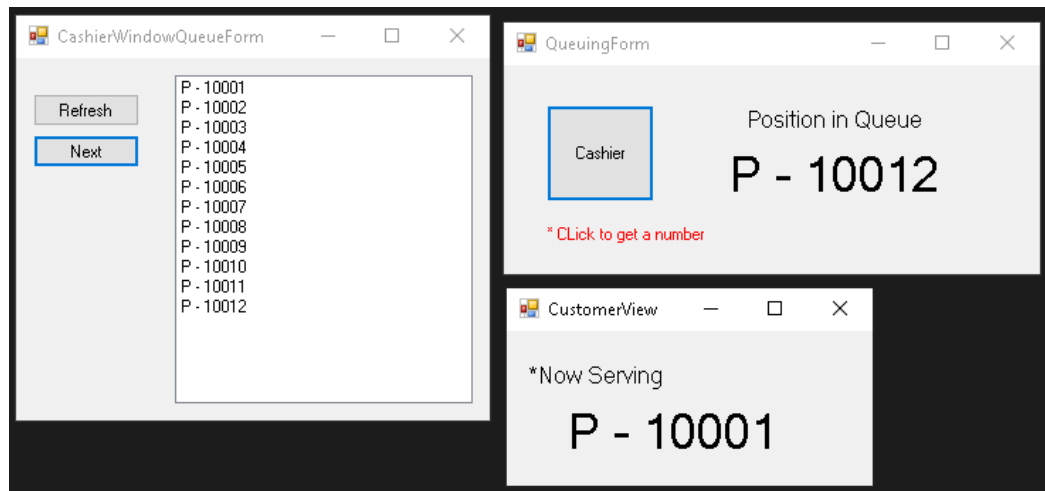 CashierWindowQueueForm
Refresh
Next
P - 10001
P - 10002
P - 10003
P - 10004
P - 10005
P - 10006
P - 10007
P - 10008
P - 10009
P - 10010
P - 10011
P - 10012
QueuingForm
Cashier
Position in Queue
P - 10012
* CLick to get a number
CustomerView
*Now Serving
P - 10001